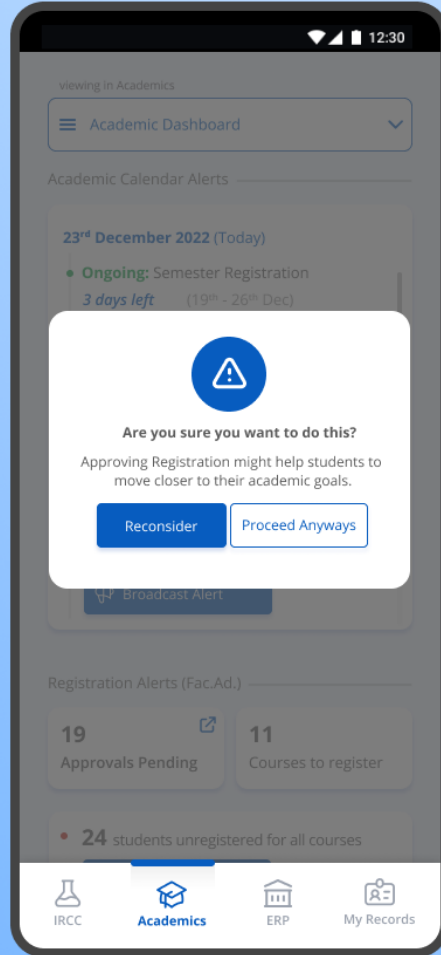 12:30
viewing in Academics
Academic Dashboard
Academic Calendar Alerts
23rd December 2022 (Today)
Ongoing: Semester Registration
3 days left (19th - 26th Dec)
Are you sure you want to do this?
Approving Registration might help students to
move closer to their academic goals.
Reconsider Proceed Anyways
Broadcast Alert
Registration Alerts (Fac.Ad.)
19 11
Approvals Pending Courses to register
24 students unregistered for all courses
IRCC Academics ERP My Records